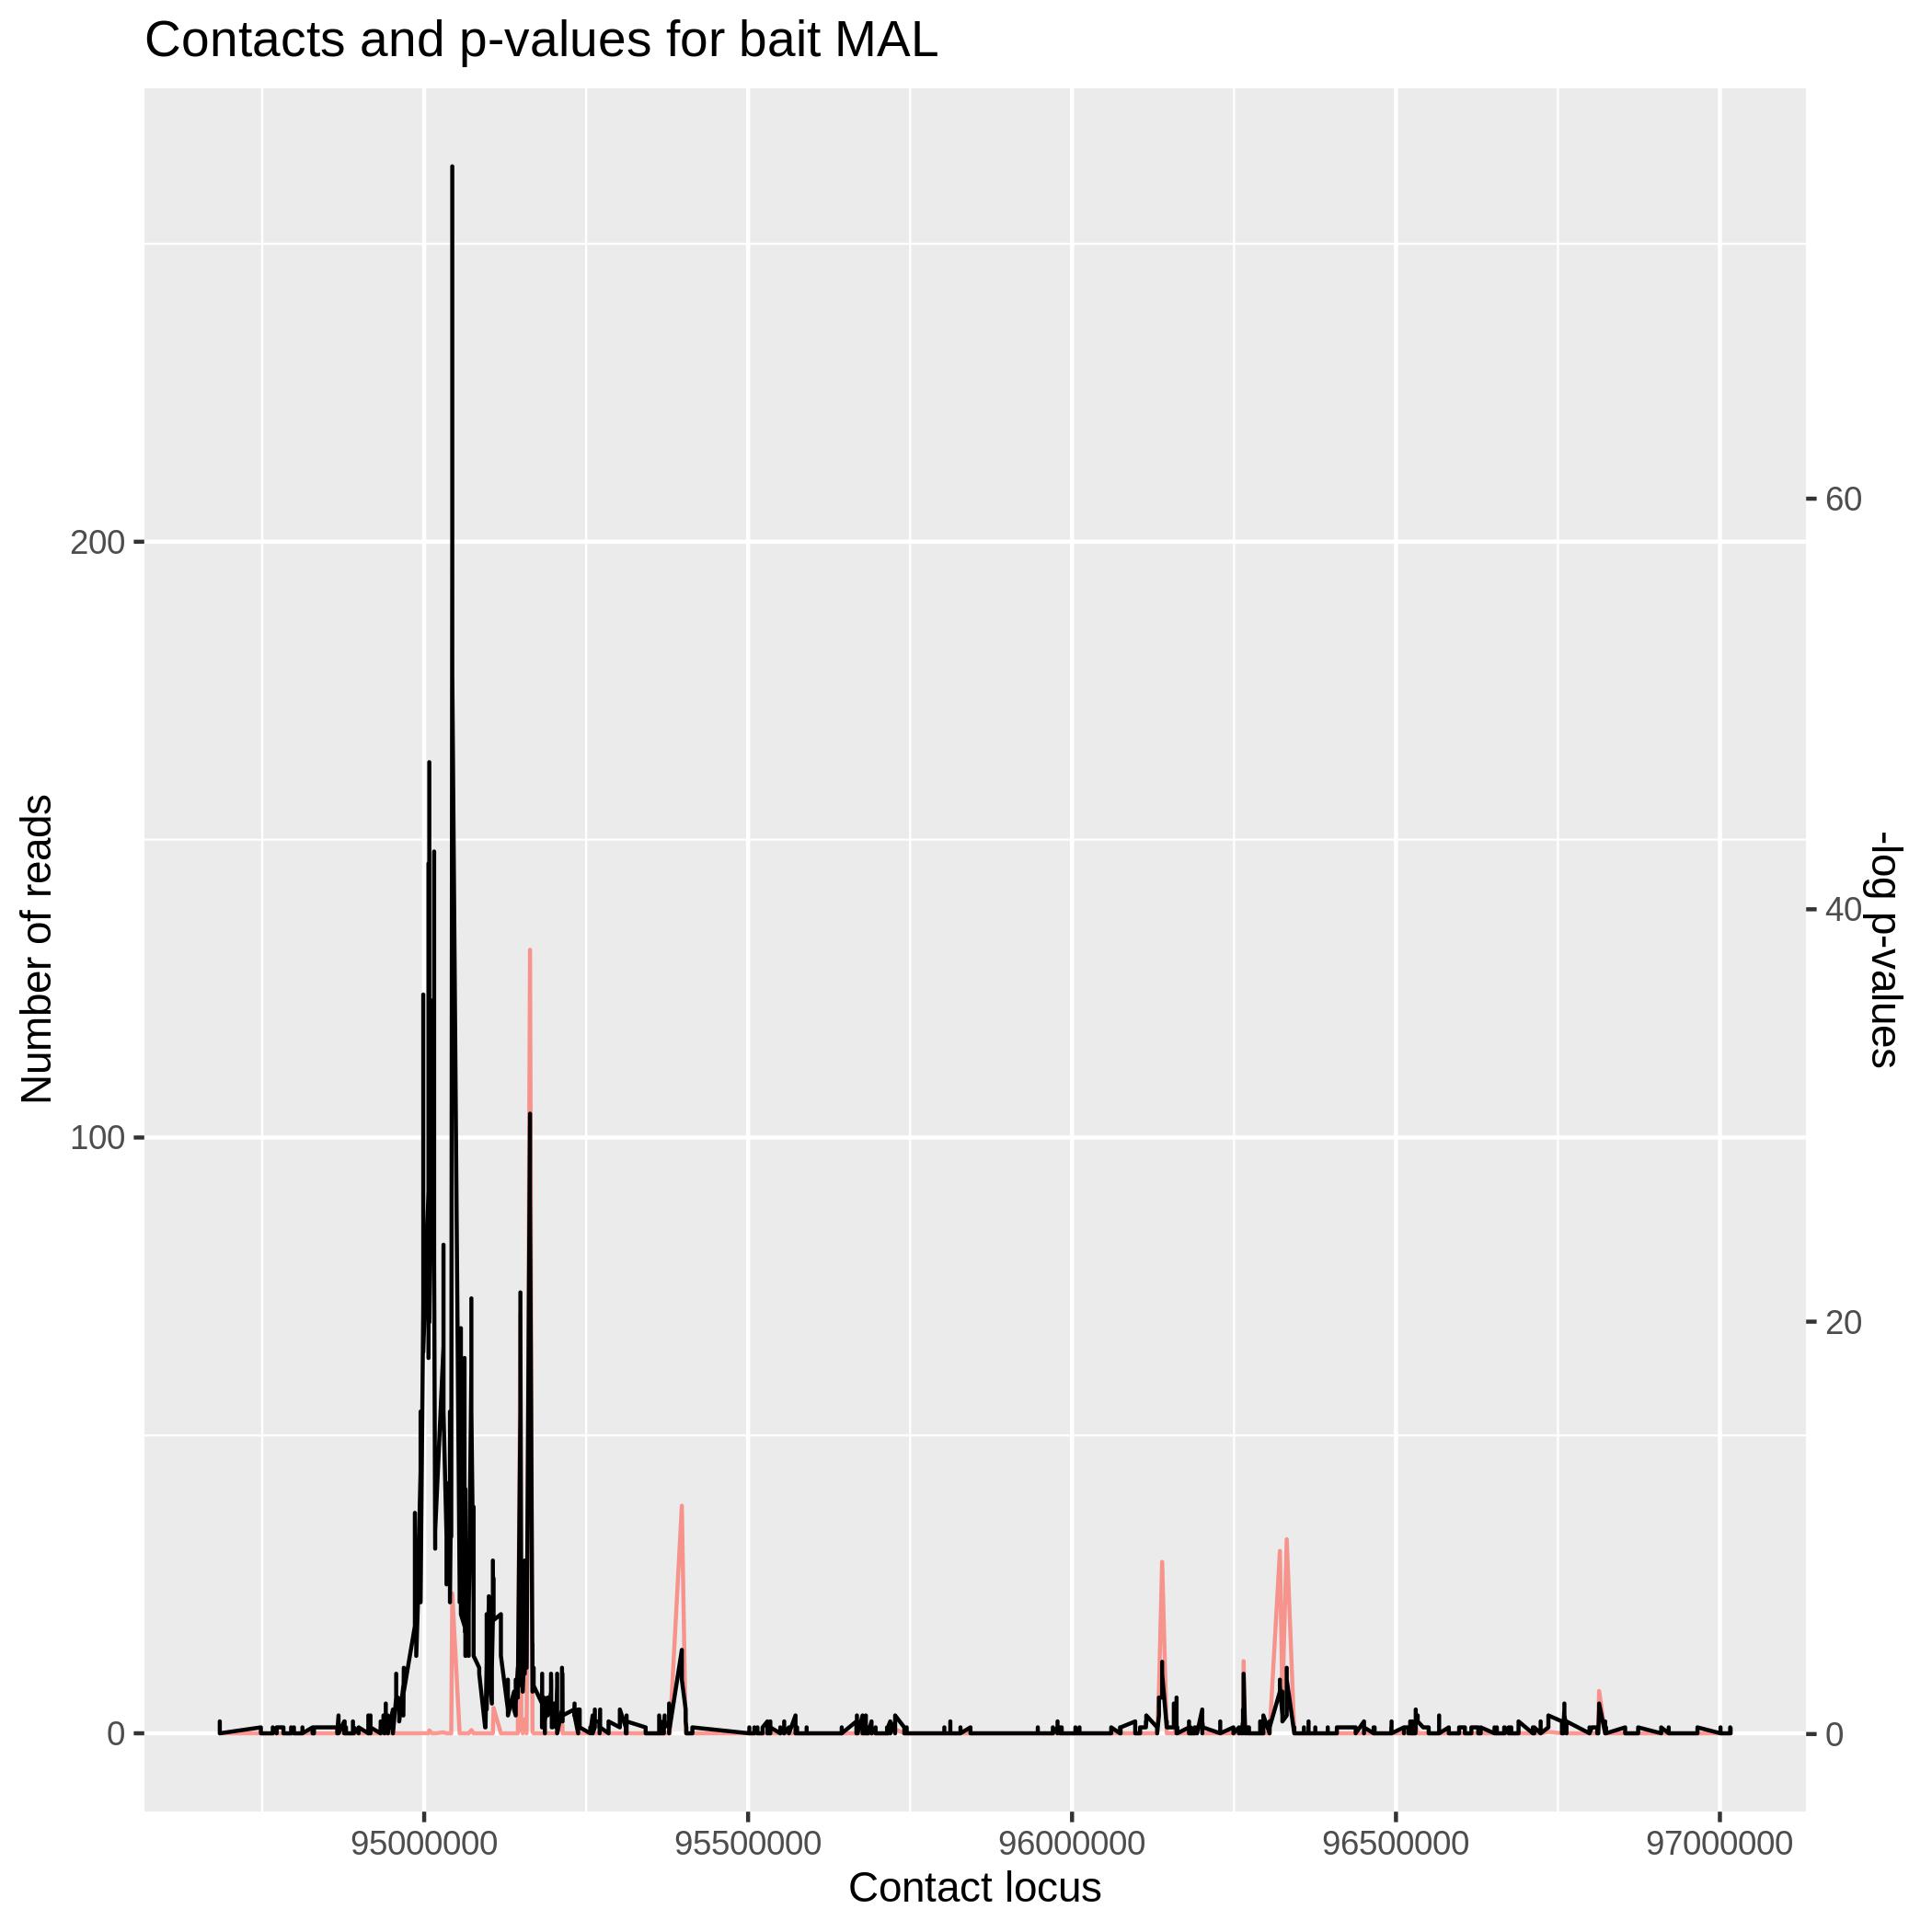 Contacts and p-values for bait MAL
Number of reads
200
100
0
60
40
20
0
-log p-values
95000000 95500000 96000000 96500000 97000000
Contact locus